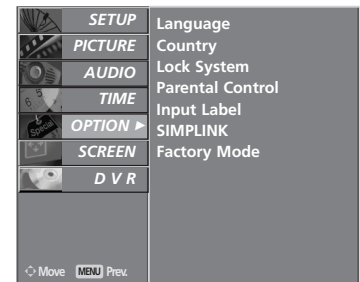 SETUP
PICTURE
AUDIO
TIME
OPTION ►
SCREEN
D V R
Language
Country
Lock System
Parental Control
Input Label
SIMPLINK
Factory Mode
Special
Move MENU Prev.